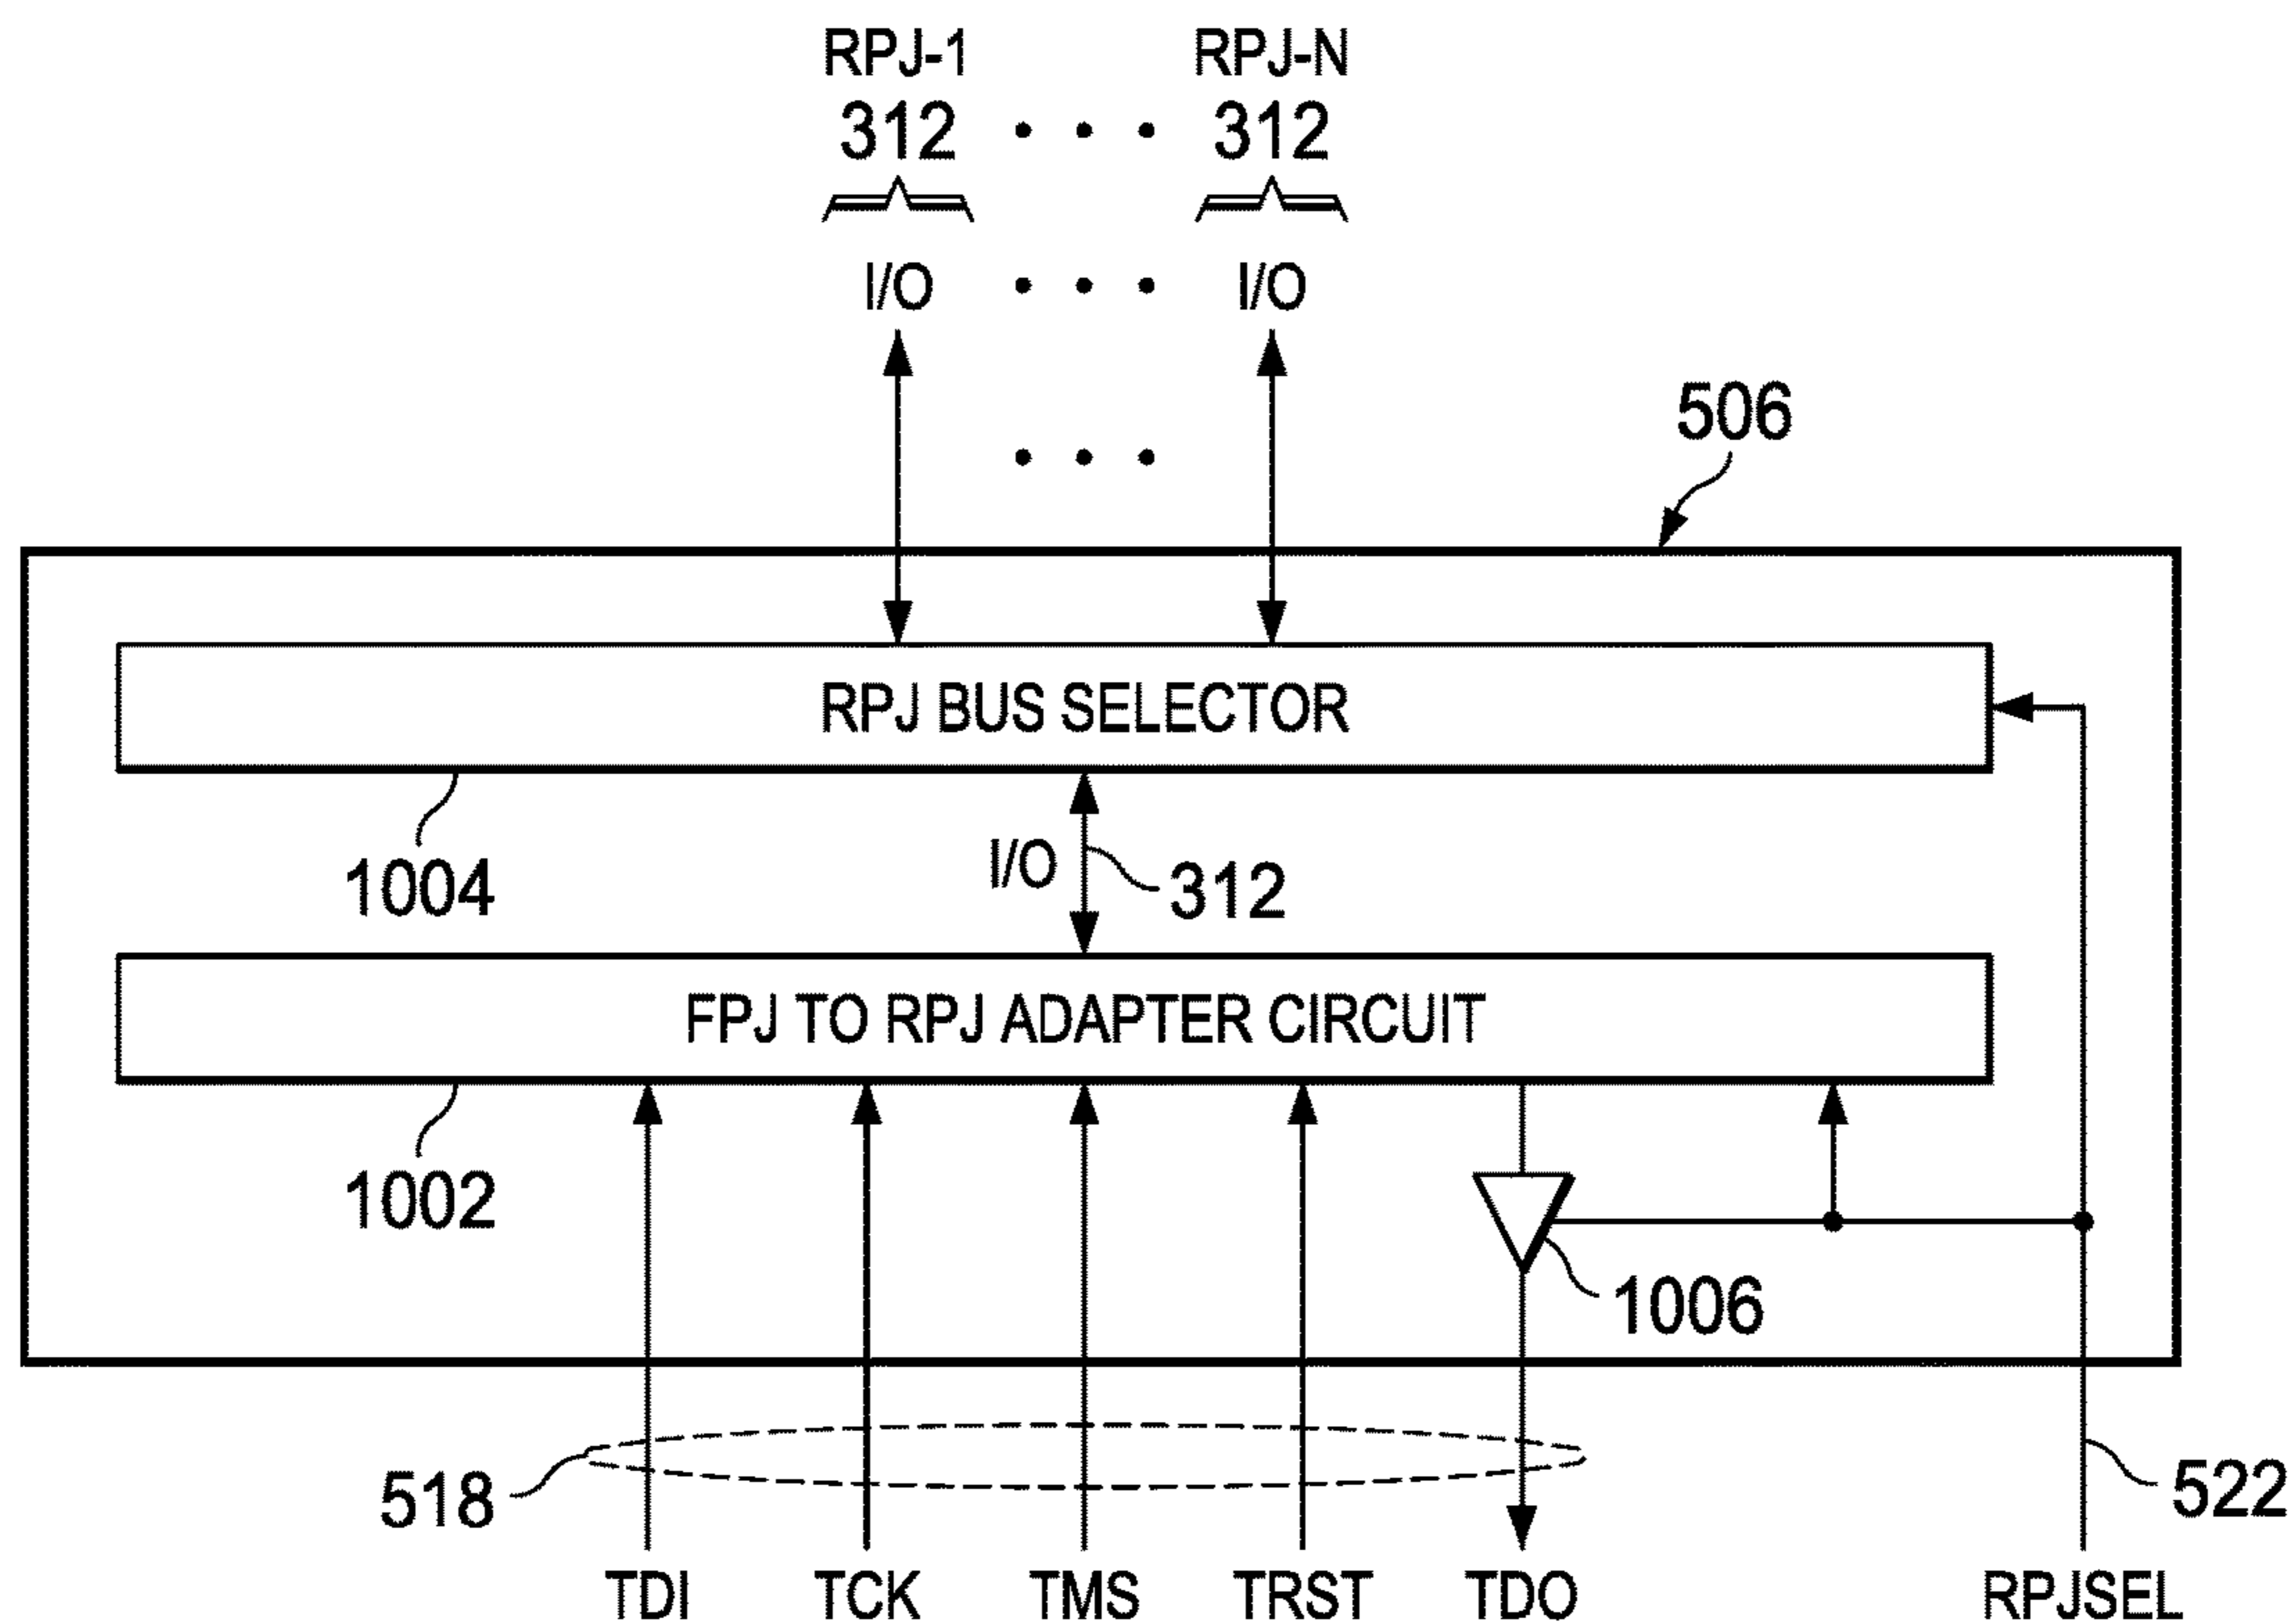 RPJ-1 RPJ-N
312 • • • 312
I/O • • • I/O
• • •
506
RPJ BUS SELECTOR
1004
I/O
312
FPJ TO RPJ ADAPTER CIRCUIT
1002
1006
518
522
TDI TCK TMS TRST TDO RPJSEL